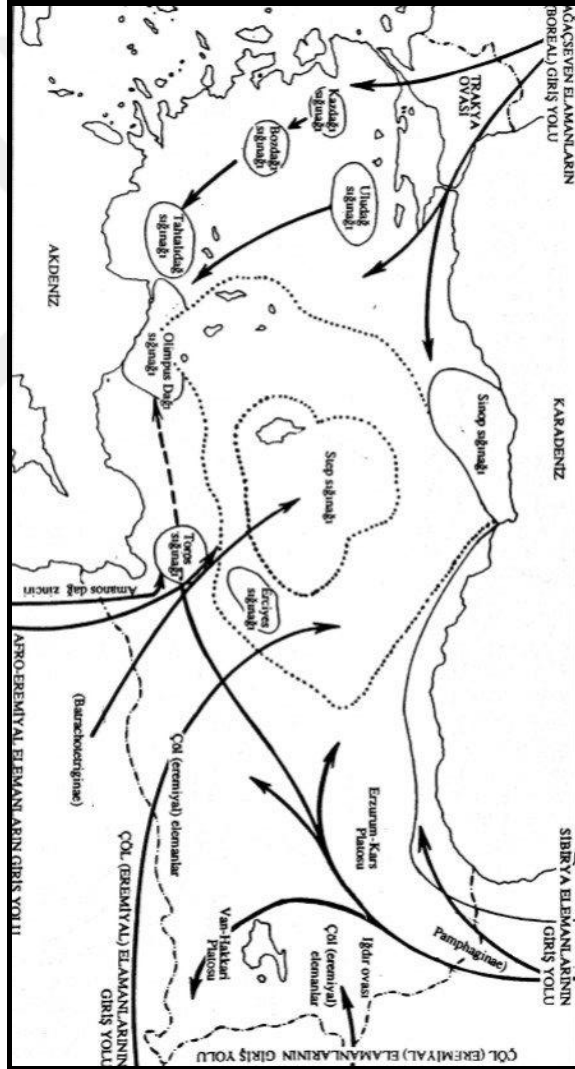 AĞAÇSEVEN ELAMANLARIN
(BOREAL) GİRİŞ YOLU
KARADENİZ
SİBİRYA ELEMANLARININ
GİRİŞ YOLU
TRAKYA
OVASI
Sinop sığınağı
Pamphaginae)
Kazdağı
sığınağı
Uludağ
sığınağı
Bozdağı
sığınağı
Tahtalıdağ
sığınağı
Step sığınağı
Erzurum-Kars
Platosu
Iğdır ovası
Çöl (eremiyal)
elemanlar
ÇÖL (EREMİYAL) ELAMANLARININ GİRİŞ YOLU
Erciyes
sığınağı
Van-Hakkari
Platosu
Olimpus Dağı
sığınağı
Toros
sığınağı
Çöl (eremiyal) elemanlar
AKDENİZ
Amanos dağ zinciri
(Batrachotetriginae)
AFRO-EREMİYAL ELEMANLARIN GİRİŞ YOLU
ÇÖL (EREMİYAL) ELAMANLARININ
GİRİŞ YOLU